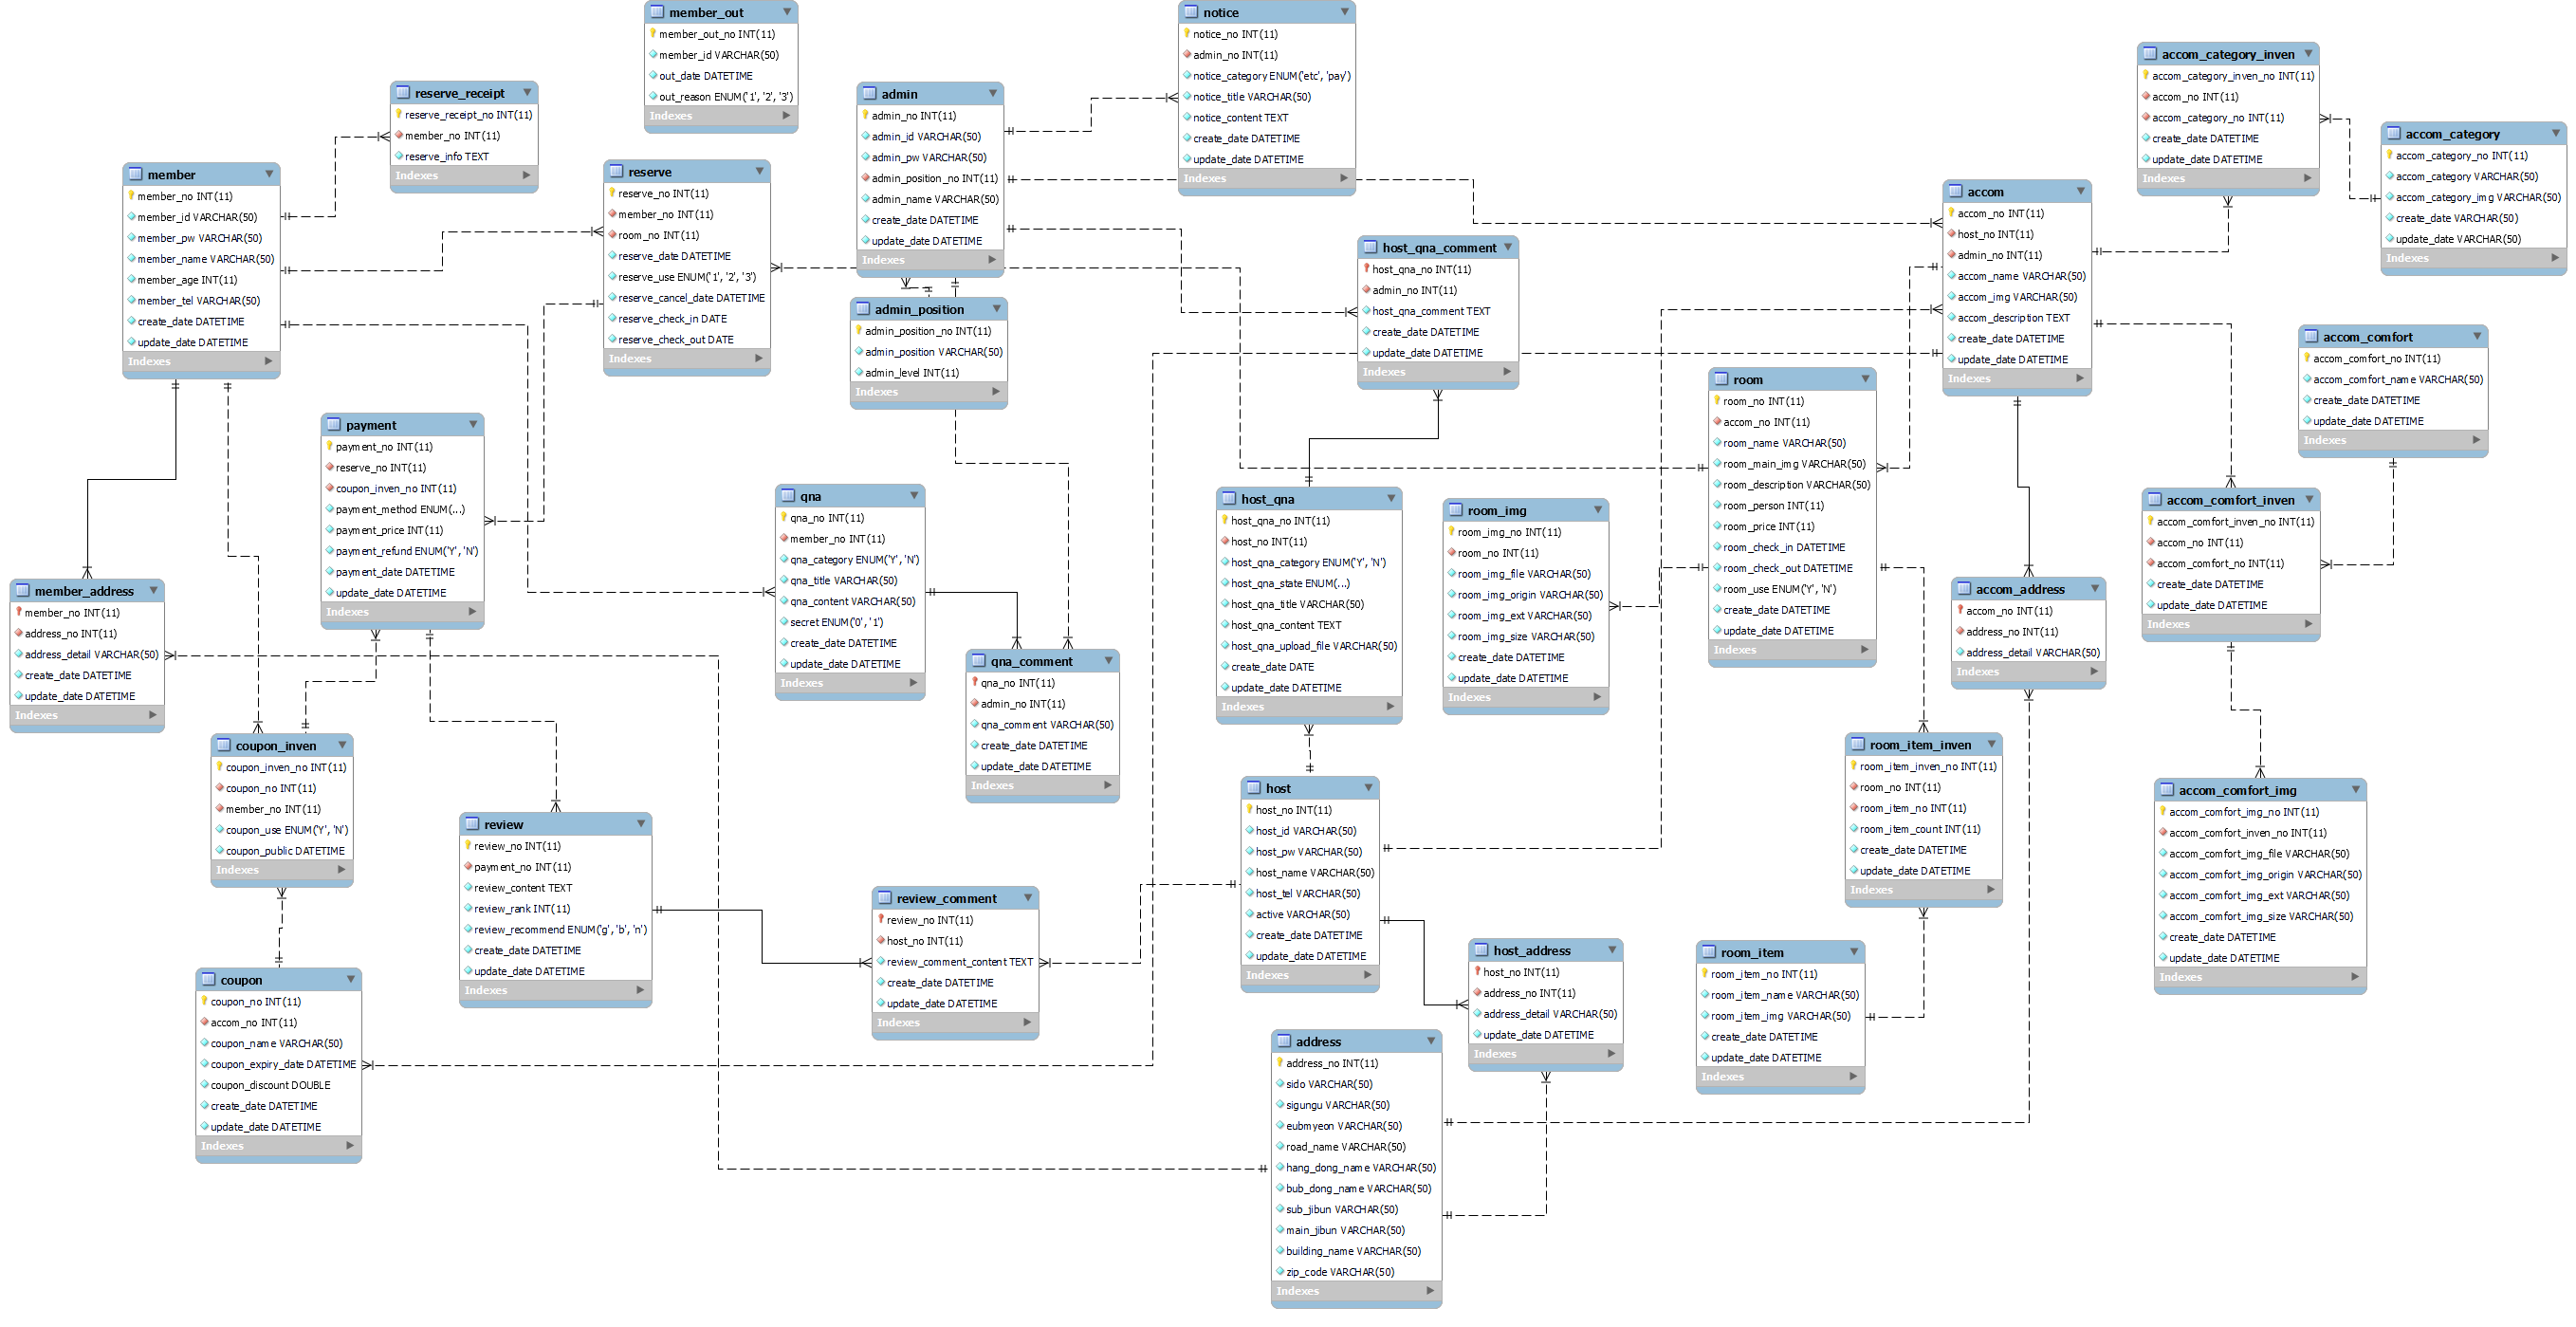 member_out
member_out_no INT(11)
member_id VARCHAR(50)
out_date DATETIME
out_reason ENUM('1', '2', '3')
Indexes
notice
notice_no INT(11)
admin_no INT(11)
notice_category ENUM('etc', 'pay')
notice_title VARCHAR(50)
notice_content TEXT
create_date DATETIME
update_date DATETIME
Indexes
accom_category_inven
accom_category_inven_no INT(11)
accom_no INT(11)
accom_category_no INT(11)
create_date DATETIME
update_date DATETIME
Indexes
reserve_receipt
reserve_receipt_no INT(11)
member_no INT(11)
reserve_info TEXT
Indexes
admin
admin_no INT(11)
admin_id VARCHAR(50)
admin_pw VARCHAR(50)
admin_position_no INT(11)
admin_name VARCHAR(50)
create_date DATETIME
update_date DATETIME
Indexes
accom_category
accom_category_no INT(11)
accom_category VARCHAR(50)
accom_category_img VARCHAR(50)
create_date VARCHAR(50)
update_date VARCHAR(50)
Indexes
member
member_no INT(11)
member_id VARCHAR(50)
member_pw VARCHAR(50)
member_name VARCHAR(50)
member_age INT(11)
member_tel VARCHAR(50)
create_date DATETIME
update_date DATETIME
Indexes
reserve
reserve_no INT(11)
member_no INT(11)
room_no INT(11)
reserve_date DATETIME
reserve_use ENUM('1', '2', '3')
reserve_cancel_date DATETIME
reserve_check_in DATE
reserve_check_out DATE
Indexes
accom
accom_no INT(11)
host_no INT(11)
admin_no INT(11)
accom_name VARCHAR(50)
accom_img VARCHAR(50)
accom_description TEXT
create_date DATETIME
update_date DATETIME
Indexes
host_qna_comment
host_qna_no INT(11)
admin_no INT(11)
host_qna_comment TEXT
create_date DATETIME
update_date DATETIME
Indexes
admin_position
admin_position_no INT(11)
admin_position VARCHAR(50)
admin_level INT(11)
Indexes
accom_comfort
accom_comfort_no INT(11)
accom_comfort_name VARCHAR(50)
create_date DATETIME
update_date DATETIME
Indexes
room
room_no INT(11)
accom_no INT(11)
room_name VARCHAR(50)
room_main_img VARCHAR(50)
room_description VARCHAR(50)
room_person INT(11)
room_price INT(11)
room_check_in DATETIME
room_check_out DATETIME
room_use ENUM('Y', 'N')
create_date DATETIME
update_date DATETIME
Indexes
payment
payment_no INT(11)
reserve_no INT(11)
coupon_inven_no INT(11)
payment_method ENUM(...)
payment_price INT(11)
payment_refund ENUM('Y', 'N')
payment_date DATETIME
update_date DATETIME
Indexes
qna
qna_no INT(11)
member_no INT(11)
qna_category ENUM('Y', 'N')
qna_title VARCHAR(50)
qna_content VARCHAR(50)
secret ENUM('0', '1')
create_date DATETIME
update_date DATETIME
Indexes
host_qna
host_qna_no INT(11)
host_no INT(11)
host_qna_category ENUM('Y', 'N')
host_qna_state ENUM(...)
host_qna_title VARCHAR(50)
host_qna_content TEXT
host_qna_upload_file VARCHAR(50)
create_date DATE
update_date DATETIME
Indexes
room_img
room_img_no INT(11)
room_no INT(11)
room_img_file VARCHAR(50)
room_img_origin VARCHAR(50)
room_img_ext VARCHAR(50)
room_img_size VARCHAR(50)
create_date DATETIME
update_date DATETIME
Indexes
accom_comfort_inven
accom_comfort_inven_no INT(11)
accom_no INT(11)
accom_comfort_no INT(11)
create_date DATETIME
update_date DATETIME
Indexes
member_address
member_no INT(11)
address_no INT(11)
address_detail VARCHAR(50)
create_date DATETIME
update_date DATETIME
Indexes
accom_address
accom_no INT(11)
address_no INT(11)
address_detail VARCHAR(50)
Indexes
qna_comment
qna_no INT(11)
admin_no INT(11)
qna_comment VARCHAR(50)
create_date DATETIME
update_date DATETIME
Indexes
coupon_inven
coupon_inven_no INT(11)
coupon_no INT(11)
member_no INT(11)
coupon_use ENUM('Y', 'N')
coupon_public DATETIME
Indexes
room_item_inven
room_item_inven_no INT(11)
room_no INT(11)
room_item_no INT(11)
room_item_count INT(11)
create_date DATETIME
update_date DATETIME
Indexes
host
host_no INT(11)
host_id VARCHAR(50)
host_pw VARCHAR(50)
host_name VARCHAR(50)
host_tel VARCHAR(50)
active VARCHAR(50)
create_date DATETIME
update_date DATETIME
Indexes
accom_comfort_img
accom_comfort_img_no INT(11)
accom_comfort_inven_no INT(11)
accom_comfort_img_file VARCHAR(50)
accom_comfort_img_origin VARCHAR(50)
accom_comfort_img_ext VARCHAR(50)
accom_comfort_img_size VARCHAR(50)
create_date DATETIME
update_date DATETIME
Indexes
review
review_no INT(11)
payment_no INT(11)
review_content TEXT
review_rank INT(11)
review_recommend ENUM('g', 'b', 'n')
create_date DATETIME
update_date DATETIME
Indexes
review_comment
review_no INT(11)
host_no INT(11)
review_comment_content TEXT
create_date DATETIME
update_date DATETIME
Indexes
host_address
host_no INT(11)
address_no INT(11)
address_detail VARCHAR(50)
update_date DATETIME
Indexes
room_item
room_item_no INT(11)
room_item_name VARCHAR(50)
room_item_img VARCHAR(50)
create_date DATETIME
update_date DATETIME
Indexes
coupon
coupon_no INT(11)
accom_no INT(11)
coupon_name VARCHAR(50)
coupon_expiry_date DATETIME
coupon_discount DOUBLE
create_date DATETIME
update_date DATETIME
Indexes
address
address_no INT(11)
sido VARCHAR(50)
sigungu VARCHAR(50)
eubmyeon VARCHAR(50)
road_name VARCHAR(50)
hang_dong_name VARCHAR(50)
bub_dong_name VARCHAR(50)
sub_jibun VARCHAR(50)
main_jibun VARCHAR(50)
building_name VARCHAR(50)
zip_code VARCHAR(50)
Indexes